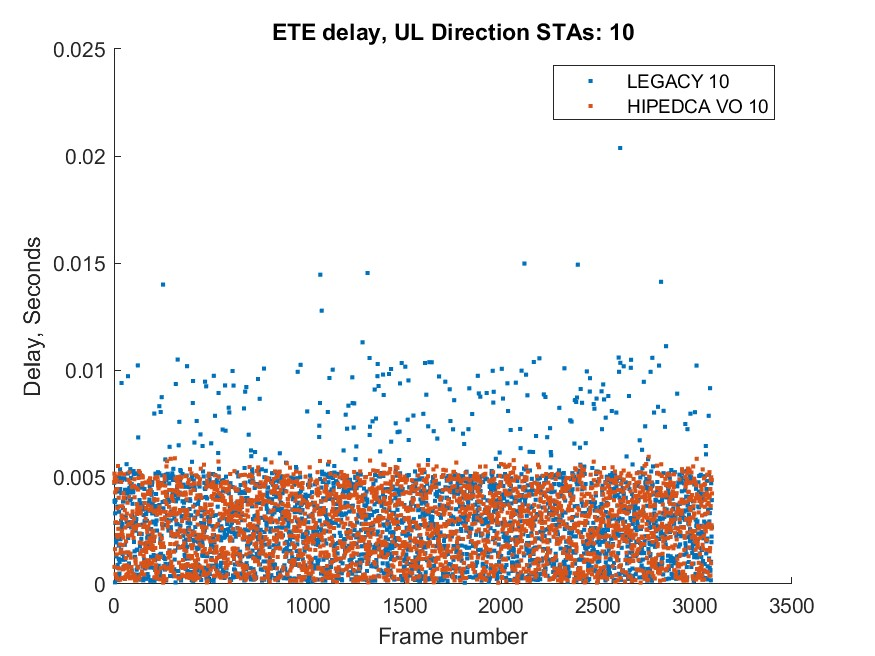 ETE delay, UL Direction STAs: 10
LEGACY 10
HIPEDCA VO 10
Delay, Seconds
0.025
0.02
0.015
0.01
0.005
0
0 500 1000 1500 2000 2500 3000 3500
Frame number